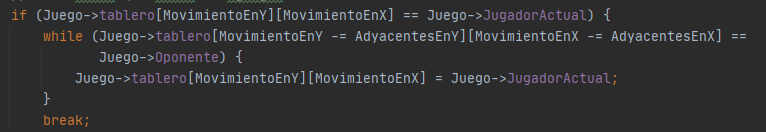 if (Juego->tablero[MovimientoEnY][MovimientoEnX] == Juego->JugadorActual) {
while (Juego->tablero[MovimientoEnY -= AdyacentesEnY][MovimientoEnX -= AdyacentesEnX] ==
Juego->Oponente) {
Juego->tablero[MovimientoEnY][MovimientoEnX] = Juego->JugadorActual;
}
break;